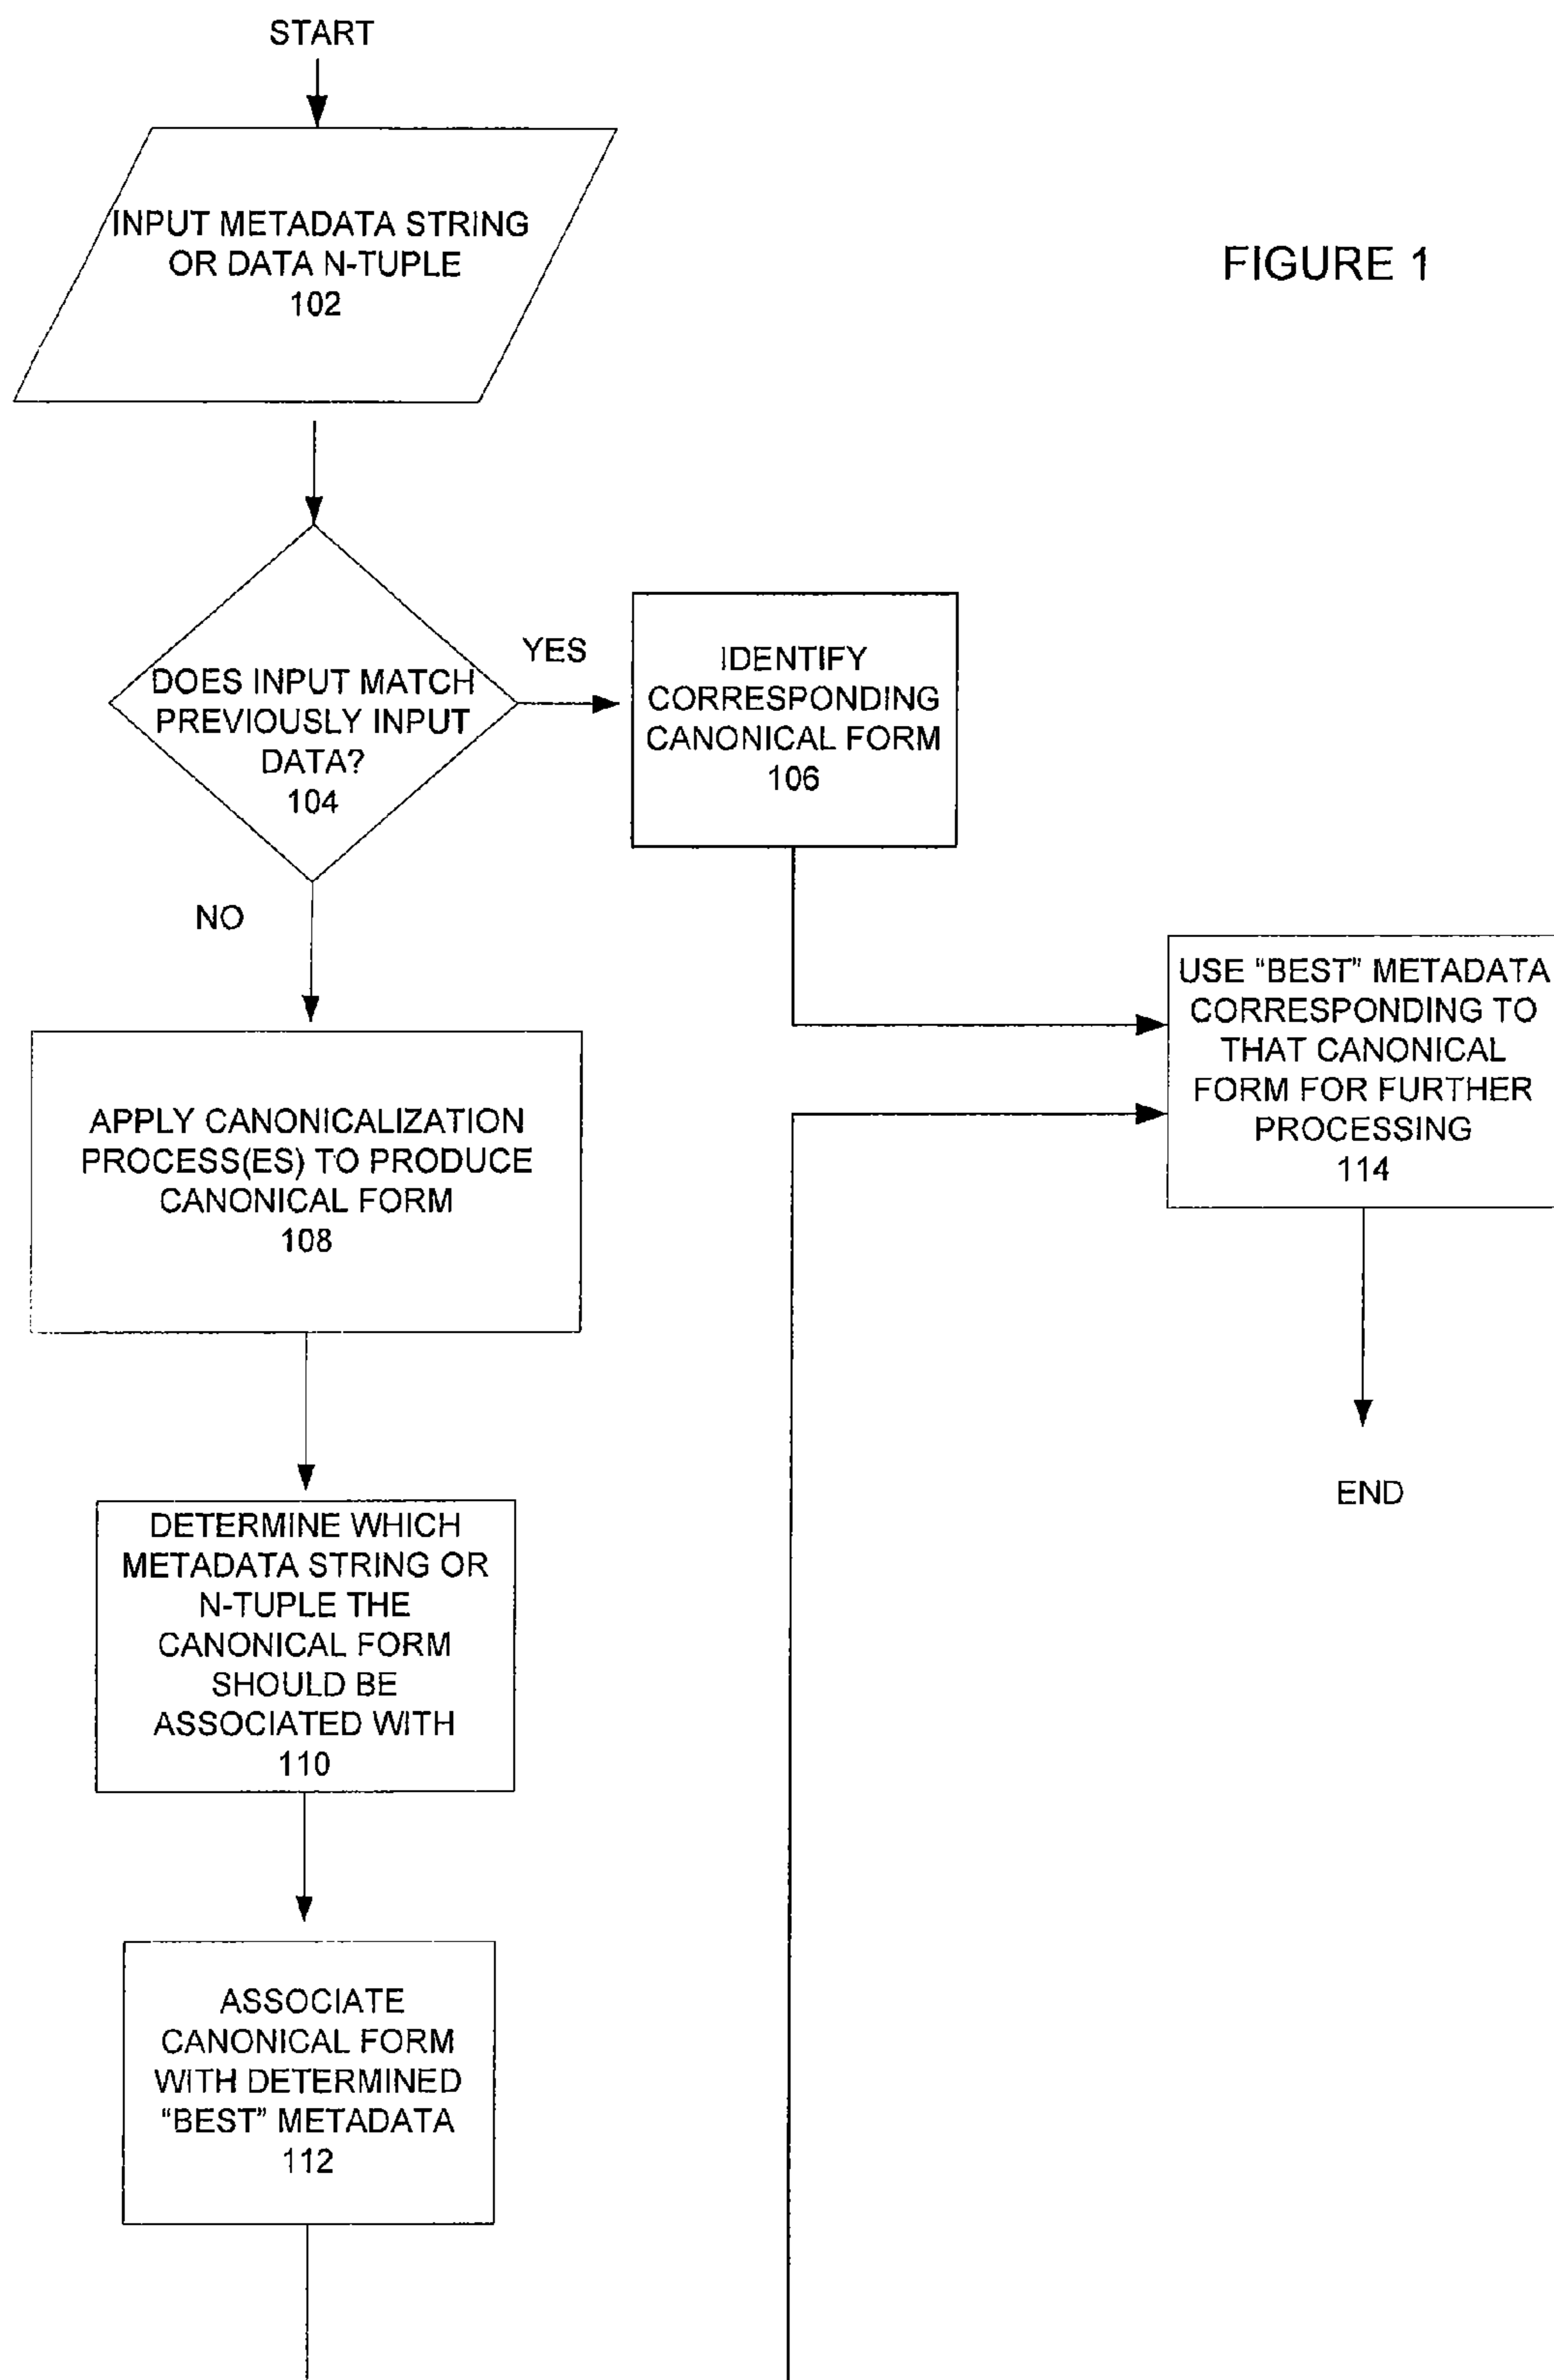 START
INPUT METADATA STRING
OR DATA N-TUPLE
102
FIGURE 1
DOES INPUT MATCH
PREVIOUSLY INPUT
DATA?
104
YES
IDENTIFY
CORRESPONDING
CANONICAL FORM
106
NO
USE "BEST" METADATA
CORRESPONDING TO
THAT CANONICAL
FORM FOR FURTHER
PROCESSING
114
APPLY CANONICALIZATION
PROCESS(ES) TO PRODUCE
CANONICAL FORM
108
END
DETERMINE WHICH
METADATA STRING OR
N-TUPLE THE
CANONICAL FORM
SHOULD BE
ASSOCIATED WITH
110
ASSOCIATE
CANONICAL FORM
WITH DETERMINED
"BEST" METADATA
112